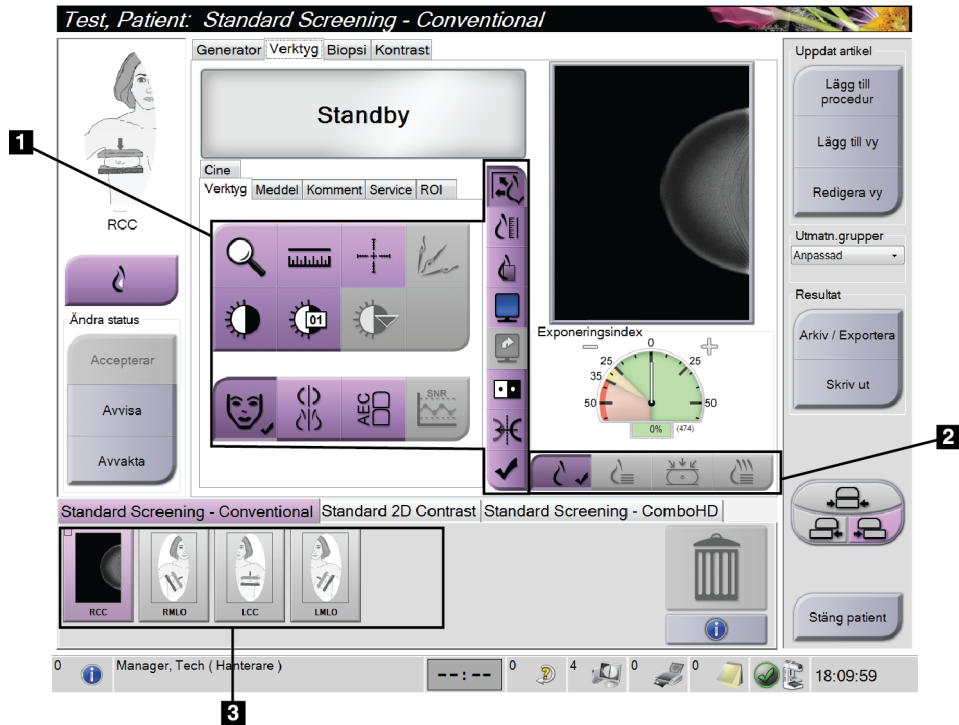 Test, Patient: Standard Screening - Conventional
Generator Verktyg Biopsi Kontrast
Uppdat artikel
Lägg till
procedur
Lägg till vy
Redigera vy
Standby
1
Cine
Verktyg Meddel Komment Service ROI
RCC
Utmatn.grupper
Anpassad
Resultat
Arkiv / Exportera
Skriv ut
01
Ändra status
Accepterar
Avvisa
Avvakta
AEC
SNR
Exponeringsindex
0
25 25
35
50 50
0% (474)
2
Standard Screening - Conventional Standard 2D Contrast Standard Screening - ComboHD
RCC RMLO LCC LMLO
Stäng patient
0 Manager, Tech ( Hanterare ) --:-- 0 4 0 0 18:09:59
3